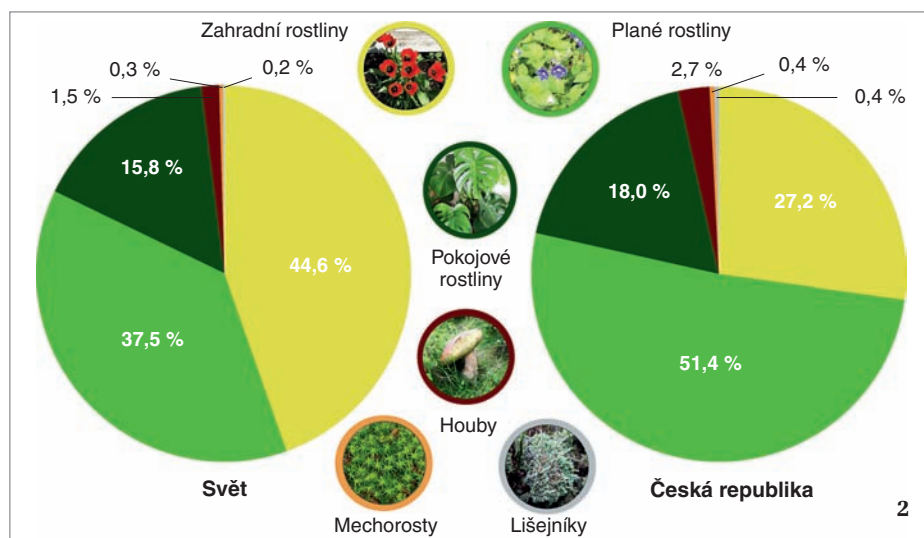 Zahradní rostliny
Plané rostliny
0,3 %
0,2 %
1,5 %
15,8 %
44,6 %
37,5 %
Svět
2,7 %
0,4 %
0,4 %
18,0 %
27,2 %
51,4 %
Česká republika
Pokojové
rostliny
Houby
Mechorosty
Lišejníky
2